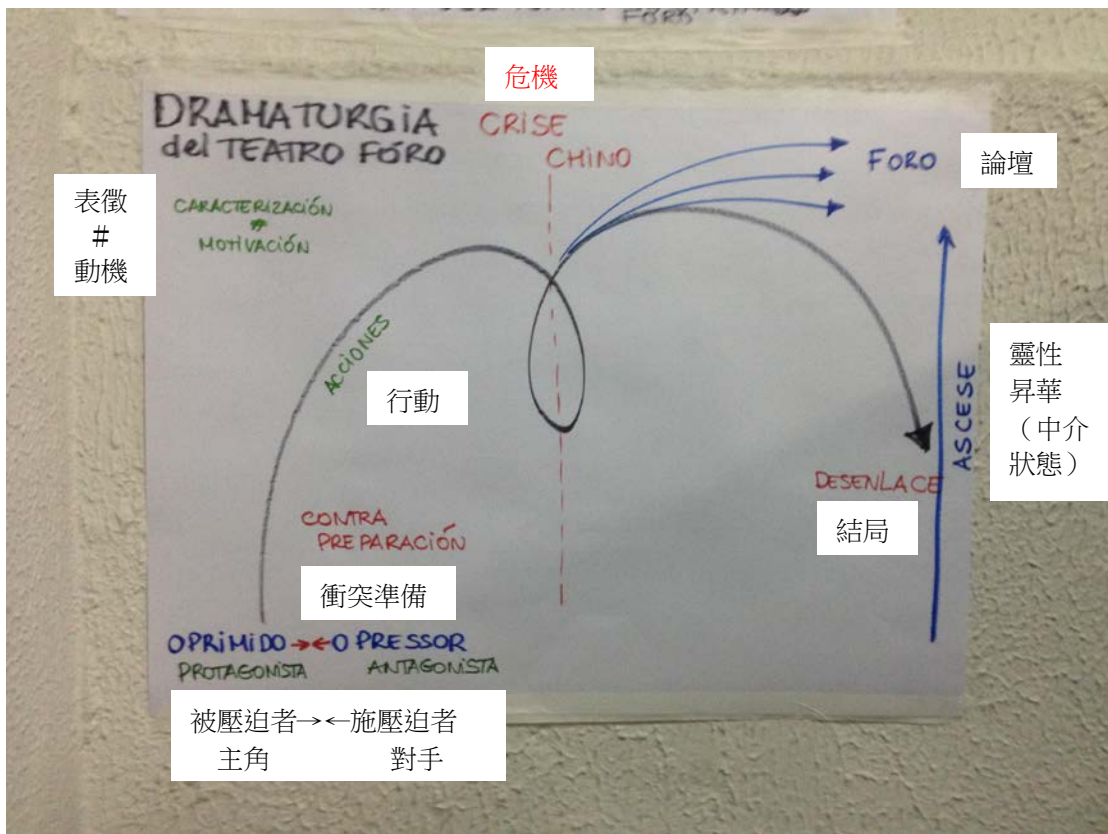 FORO
危機
DRAMATURGiA
del TEATRO FÓRO
CRISE
CHINO
FORO
論壇
表徵
#
動機
CARACTERIZACIÓN
#
MOTIVACIÓN
ACCIONES
行動
靈性
昇華
（中介
狀態）
ASCESE
DESENLACE
結局
CONTRA
PREPARACIÓN
衝突準備
OPRiMiDO →← OPRESSOR
PROTAGONISTA ANTAGONISTA
被壓迫者→←施壓迫者
主角 對手